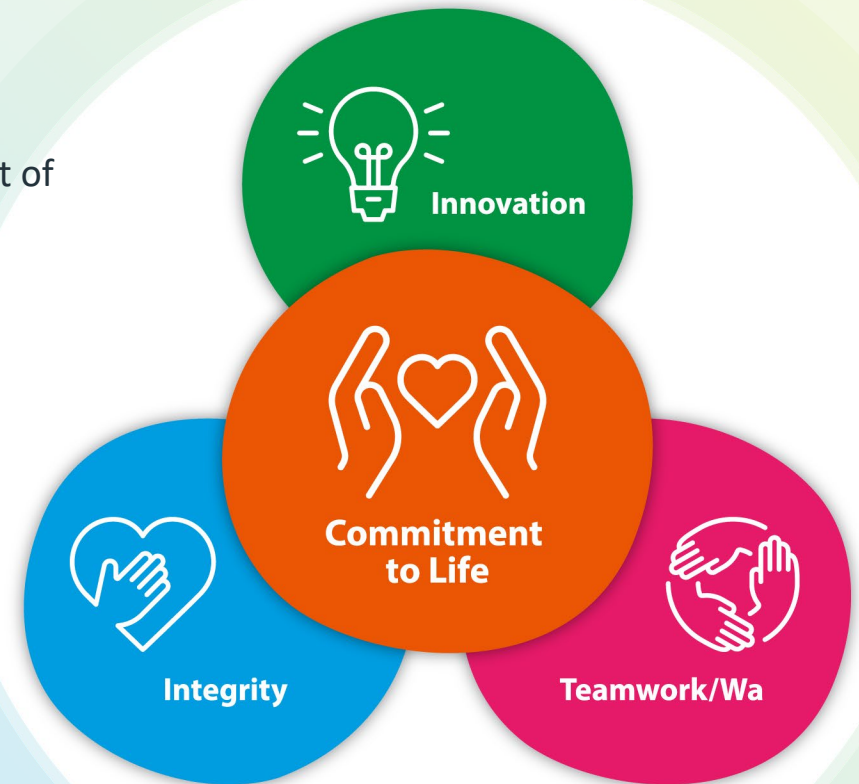 t of
Innovation
Commitment
to Life
Integrity
Teamwork/Wa